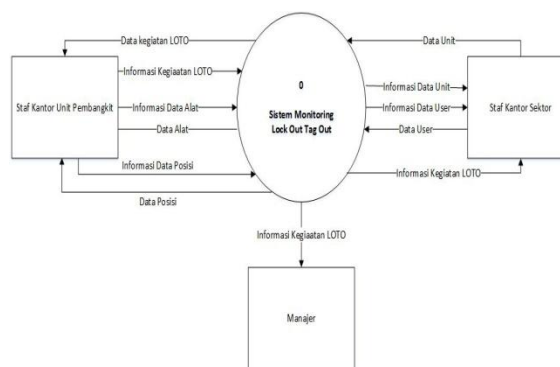 Data kegiatan LOTO
Data Unit
Informasi Kegiaatan LOTO
0
Informasi Data Unit
Staf Kantor Unit Pembangkit
Informasi Data Alat
Sistem Monitoring
Lock Out Tag Out
Informasi Data User
Staf Kantor Sektor
Data Alat
Data User
Informasi Data Posisi
Informasi Kegiatan LOTO
Data Posisi
Informasi Kegiaatan LOTO
Manajer